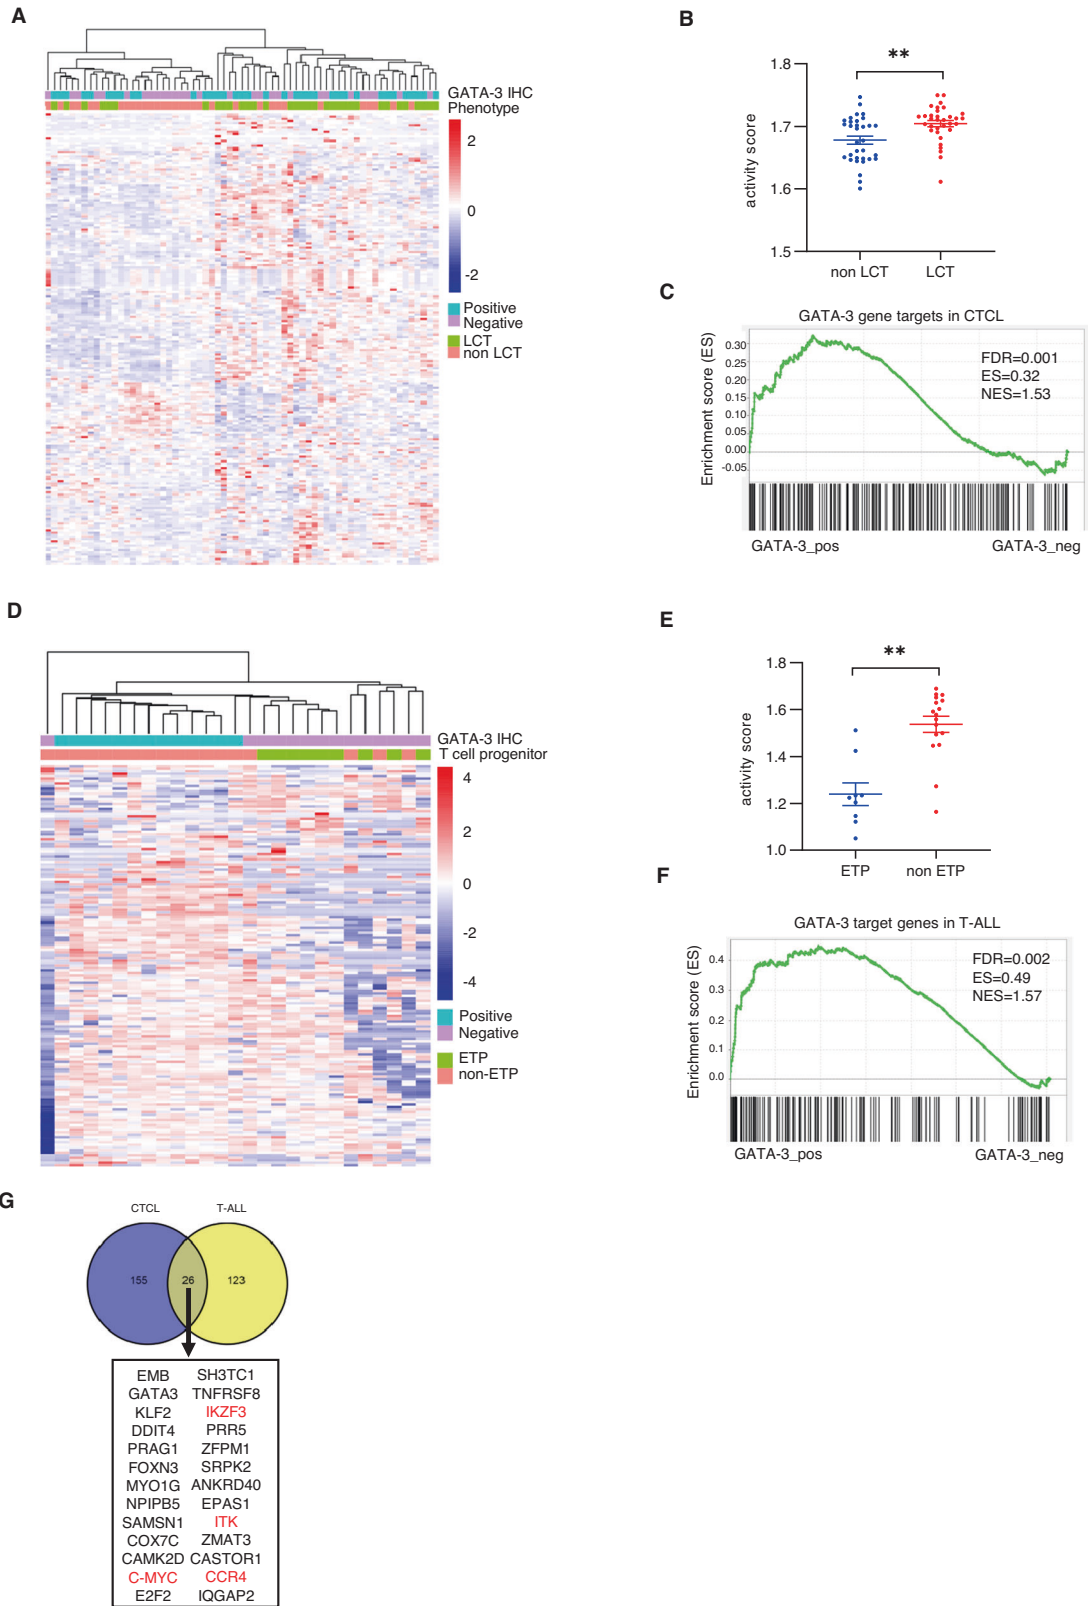 A
GATA-3 IHC
Phenotype
2
0
-2
Positive
Negative
LCT
non LCT
B
**
1.8
1.7
1.6
1.5
activity score
non LCT
LCT
C
GATA-3 gene targets in CTCL
Enrichment score (ES)
0.30
0.25
0.20
0.15
0.10
0.05
0.00
-0.05
FDR=0.001
ES=0.32
NES=1.53
GATA-3_pos
GATA-3_neg
D
GATA-3 IHC
T cell progenitor
4
2
0
-2
-4
Positive
Negative
ETP
non-ETP
E
**
1.8
1.6
1.4
1.2
1.0
activity score
ETP
non ETP
F
GATA-3 target genes in T-ALL
Enrichment score (ES)
0.4
0.3
0.2
0.1
0.0
FDR=0.002
ES=0.49
NES=1.57
GATA-3_pos
GATA-3_neg
G
CTCL
T-ALL
155
26
123
EMB SH3TC1
GATA3 TNFRSF8
KLF2 IKZF3
DDIT4 PRR5
PRAG1 ZFPM1
FOXN3 SRPK2
MYO1G ANKRD40
NPIPB5 EPAS1
SAMSN1 ITK
COX7C ZMAT3
CAMK2D CASTOR1
C-MYC CCR4
E2F2 IQGAP2